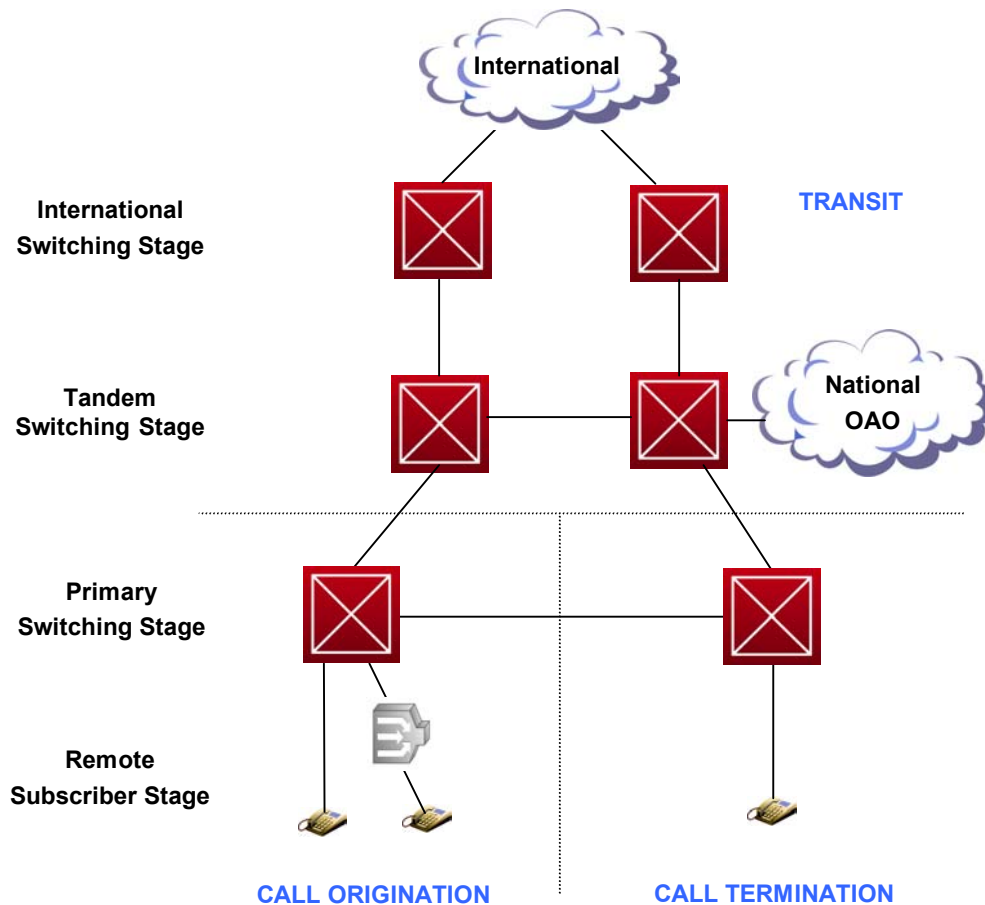 International
International
Switching Stage
TRANSIT
Tandem
Switching Stage
National
OAO
Primary
Switching Stage
Remote
Subscriber Stage
CALL ORIGINATION
CALL TERMINATION